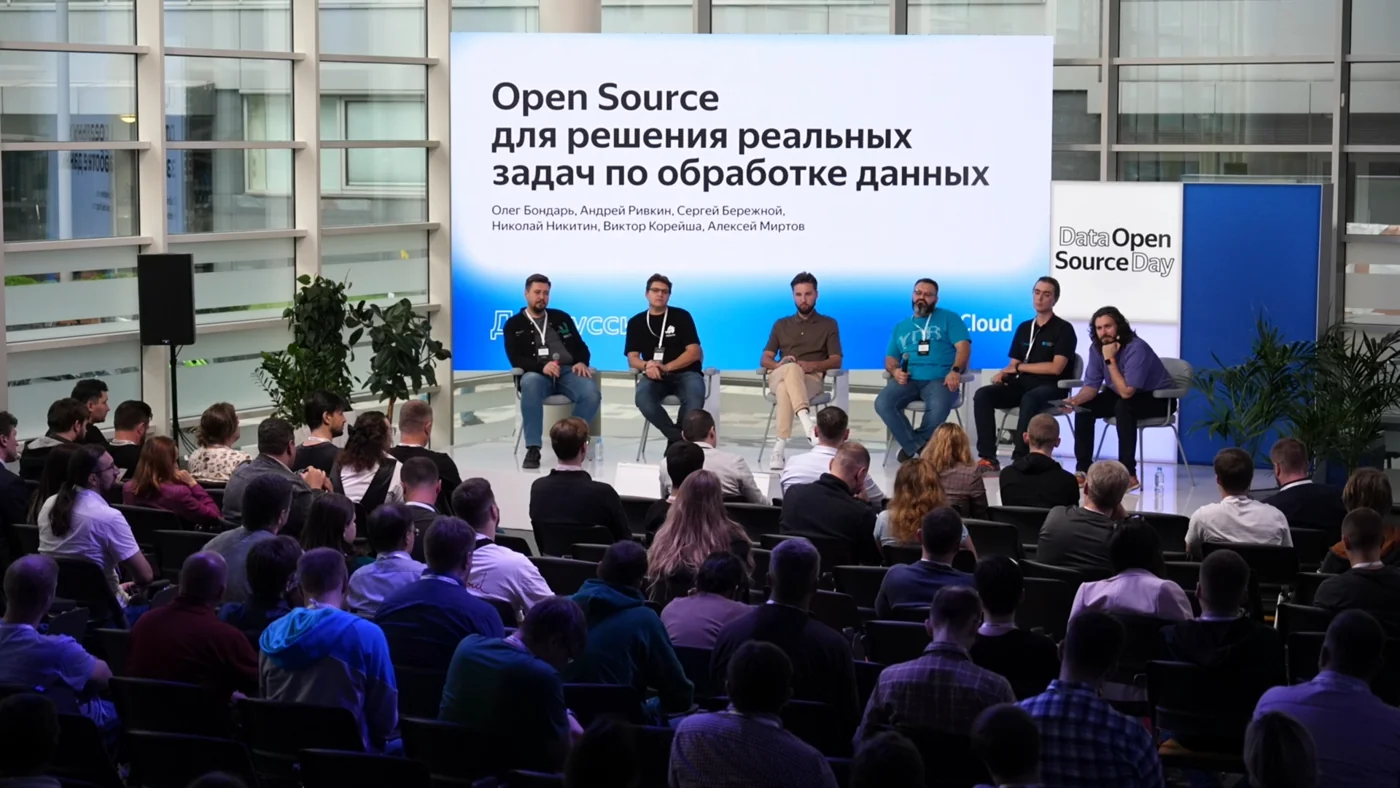 Open Source
для решения реальных
задач по обработке данных
Олег Бондарь, Андрей Ривкин, Сергей Бережной,
Николай Никитин, Виктор Корейша, Алексей Миртов
Data Open
Source Day
Cloud
YDB